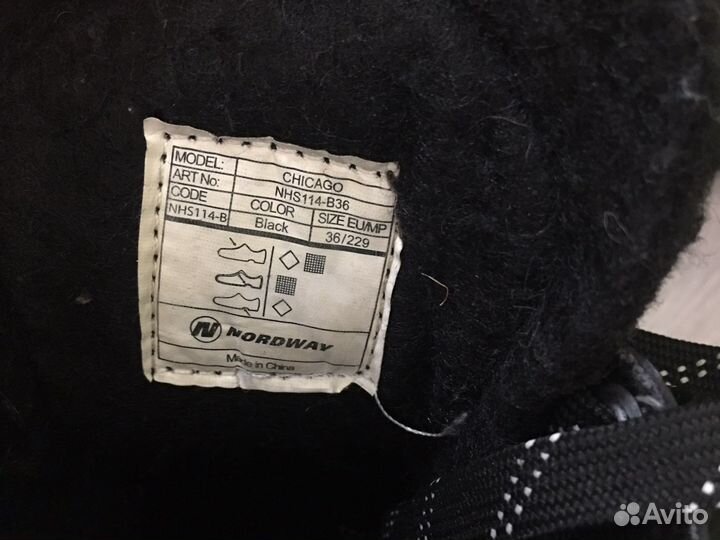 MODEL: CHICAGO
ART No: NHS114-B36
CODE COLOR SIZE EU/MP
NHS114-B Black 36/229
N NORDWAY
Made in China
Avito